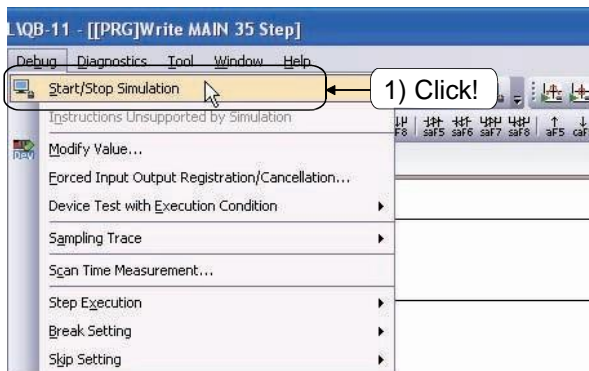 L\QB-11 - [[PRG]Write MAIN 35 Step]
Debug Diagnostics Tool Window Help
Start/Stop Simulation
1) Click!
Instructions Unsupported by Simulation
F8 saF5 saF6 saF7 saF8 aF5 caF
DEV Modify Value...
Forced Input Output Registration/Cancellation...
Device Test with Execution Condition
Sampling Trace
Scan Time Measurement...
Step Execution
Break Setting
Skip Setting